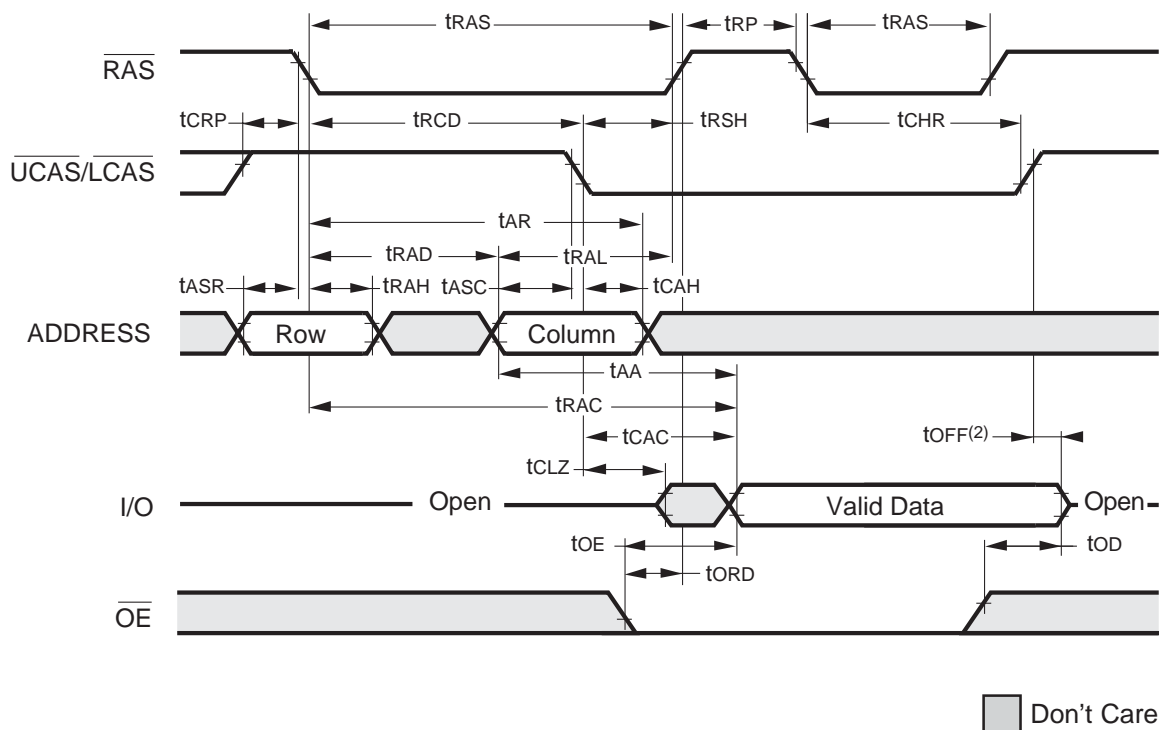 tRAS tRP tRAS
RAS
tCRP tRCD tRSH tCHR
UCAS/LCAS
tAR
tRAD tRAL
tASR tRAH tASC tCAH
ADDRESS Row Column
tAA
tRAC
tCAC tOFF(2)
tCLZ
I/O Open Valid Data Open
tOE tOD
tORD
OE
Don't Care